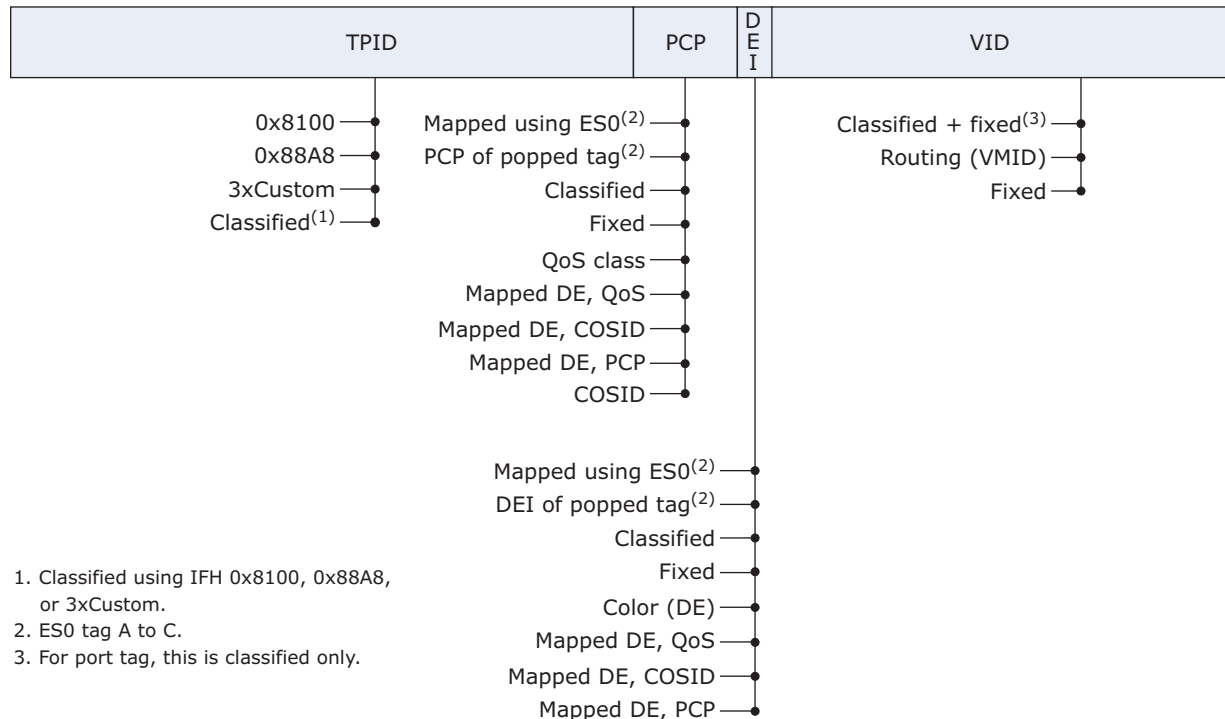 TPID
PCP
DEI
VID
0x8100
0x88A8
3xCustom
Classified(1)
Mapped using ES0(2)
PCP of popped tag(2)
Classified
Fixed
QoS class
Mapped DE, QoS
Mapped DE, COSID
Mapped DE, PCP
COSID
Classified + fixed(3)
Routing (VMID)
Fixed
Mapped using ES0(2)
DEI of popped tag(2)
Classified
Fixed
Color (DE)
Mapped DE, QoS
Mapped DE, COSID
Mapped DE, PCP
1. Classified using IFH 0x8100, 0x88A8,
or 3xCustom.
2. ES0 tag A to C.
3. For port tag, this is classified only.